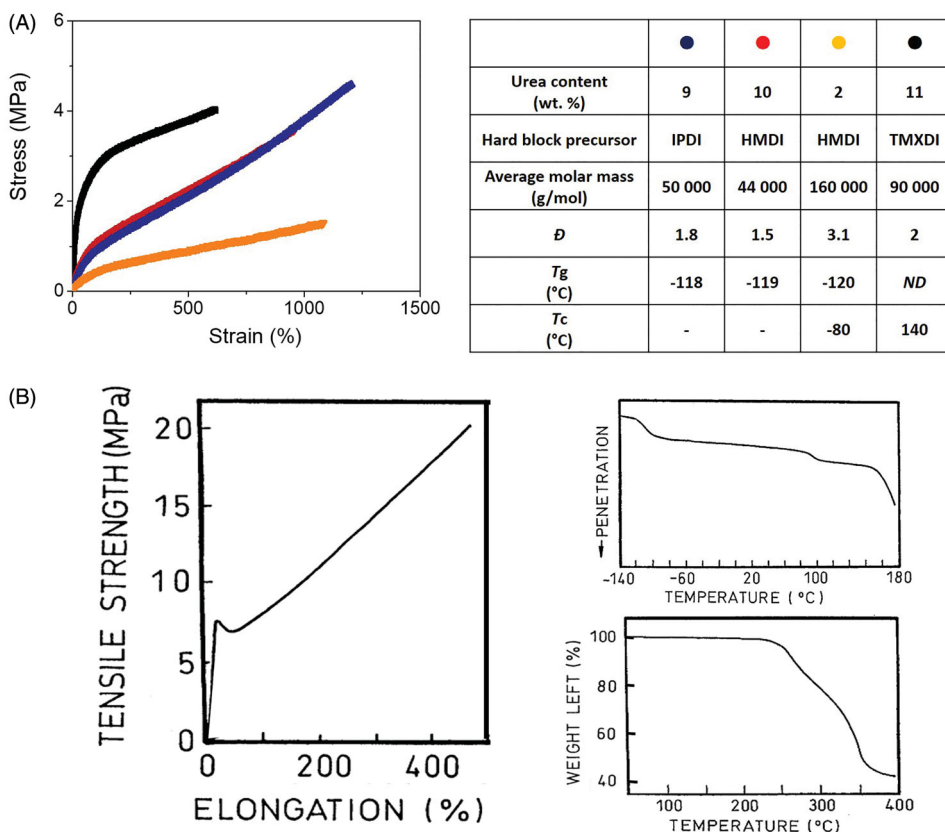 (A)
6
4
2
0
Stress (MPa)
0 500 1000 1500
Strain (%)
Urea content
(wt. %)
9 10 2 11
Hard block precursor IPDI HMDI HMDI TMXDI
Average molar mass
(g/mol)
50 000 44 000 160 000 90 000
Đ 1.8 1.5 3.1 2
Tg
(°C)
-118 -119 -120 ND
Tc
(°C)
- - -80 140
(B)
TENSILE STRENGTH (MPa)
20
15
10
5
0
0 200 400
ELONGATION (%)
PENETRATION
-140 -60 20 100 180
TEMPERATURE (°C)
WEIGHT LEFT (%)
100
80
60
40
100 200 300 400
TEMPERATURE (°C)